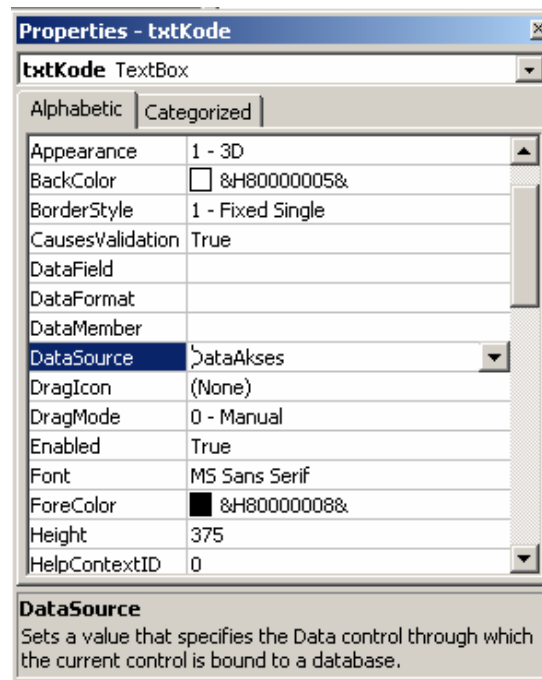 Properties - txtKode
txtKode TextBox
Alphabetic Categorized
Appearance 1 - 3D
BackColor &H80000005&
BorderStyle 1 - Fixed Single
CausesValidation True
DataField
DataFormat
DataMember
DataSource DataAkses
DragIcon (None)
DragMode 0 - Manual
Enabled True
Font MS Sans Serif
ForeColor &H80000008&
Height 375
HelpContextID 0
DataSource
Sets a value that specifies the Data control through which
the current control is bound to a database.